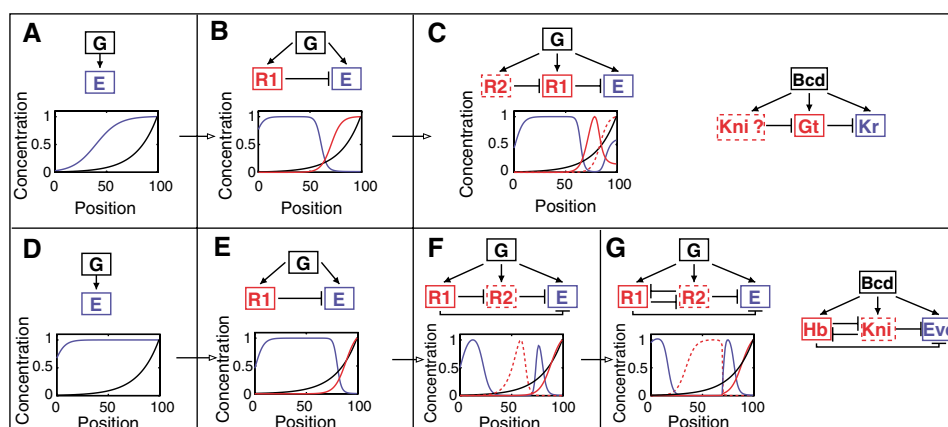 A
G
E
Concentration
1
0.5
0
0
50
100
Position
B
G
R1
E
Concentration
1
0.5
0
0
50
100
Position
C
G
R2
R1
E
Concentration
1
0.5
0
0
50
100
Position
Bcd
Kni ?
Gt
Kr
D
G
E
Concentration
1
0.5
0
0
50
100
Position
E
G
R1
E
Concentration
1
0.5
0
0
50
100
Position
F
G
R1
R2
E
Concentration
1
0.5
0
0
50
100
Position
G
G
R1
R2
E
Concentration
1
0.5
0
0
50
100
Position
Bcd
Hb
Kni
Eve